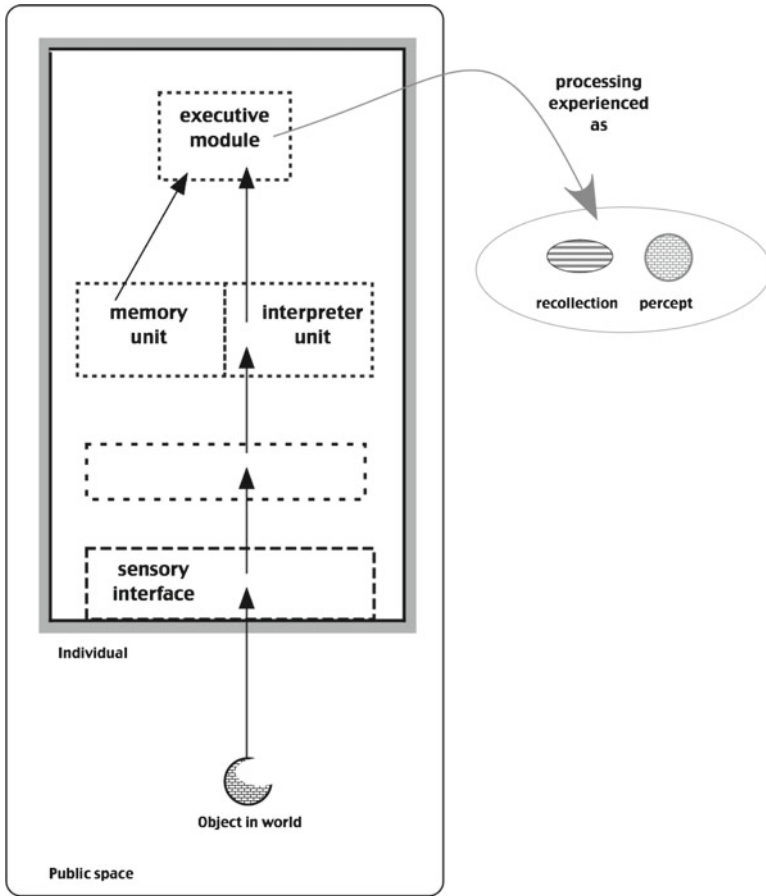 executive
module
processing
experienced
as
recollection
percept
memory
unit
interpreter
unit
sensory
interface
Individual
Object in world
Public space